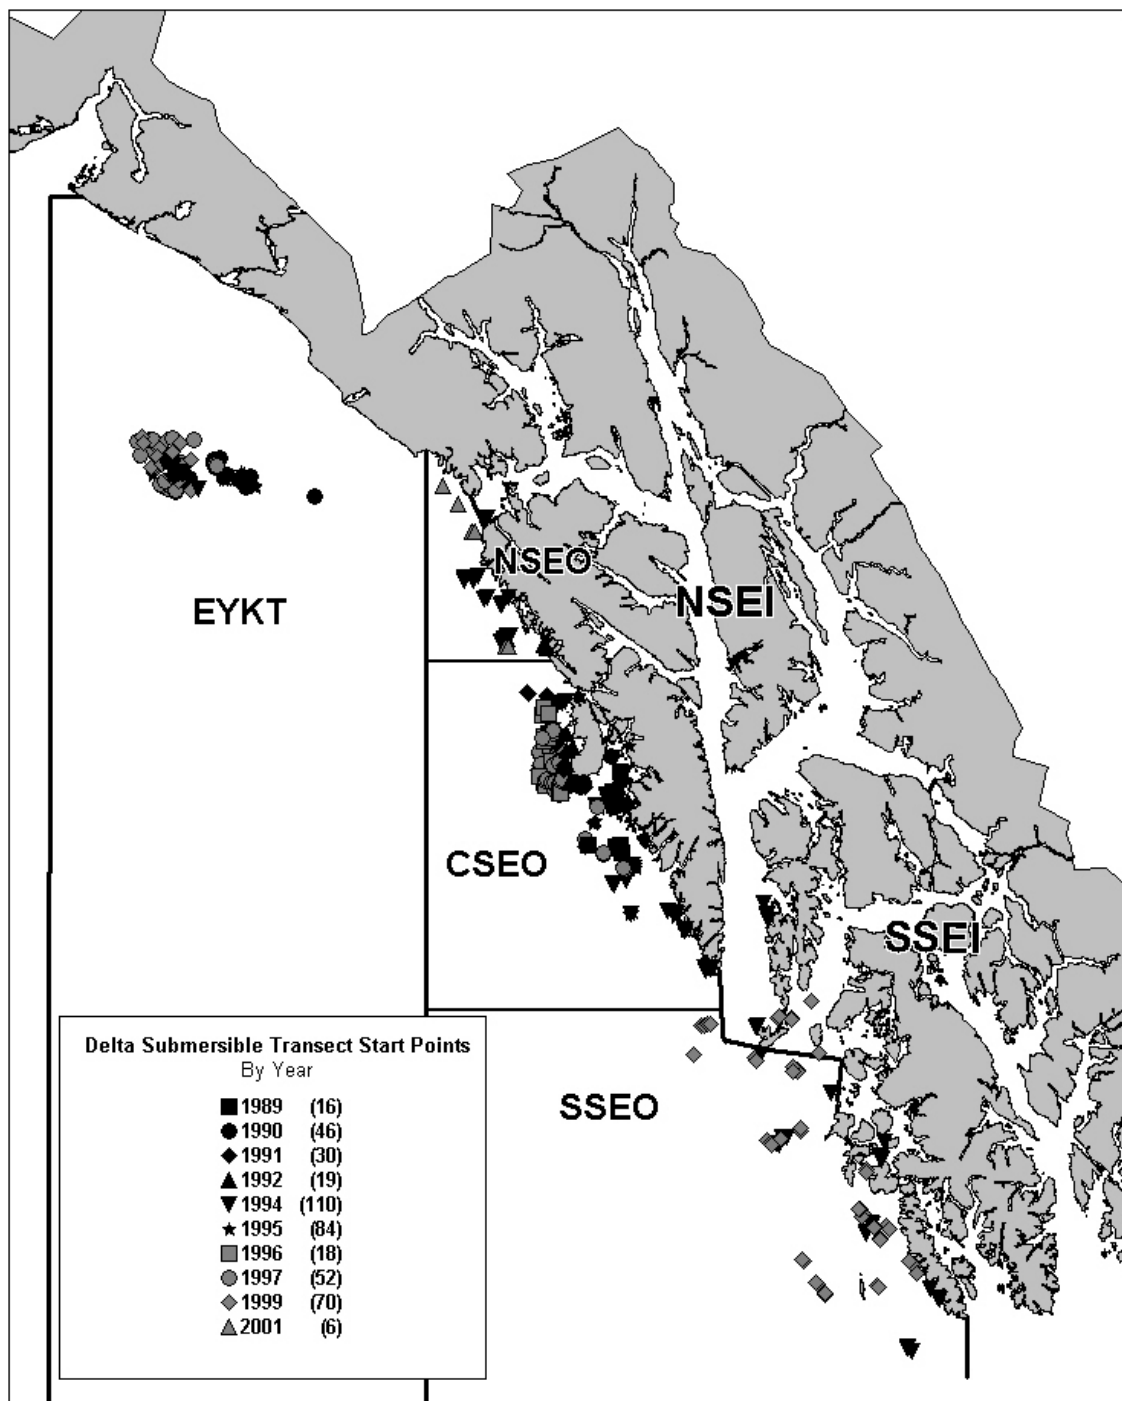 NSEO
NSEI
EYKT
CSEO
SSEI
Delta Submersible Transect Start Points
By Year
1989 (16)
1990 (46)
1991 (30)
1992 (19)
1994 (110)
1995 (84)
1996 (18)
1997 (52)
1999 (70)
2001 (6)
SSEO